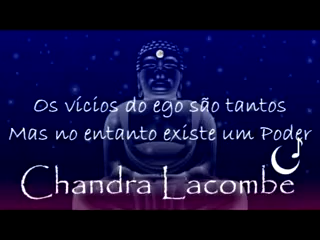 Os vícios do ego são tantos
Mas no entanto existe um Poder
Chandra Lacombe